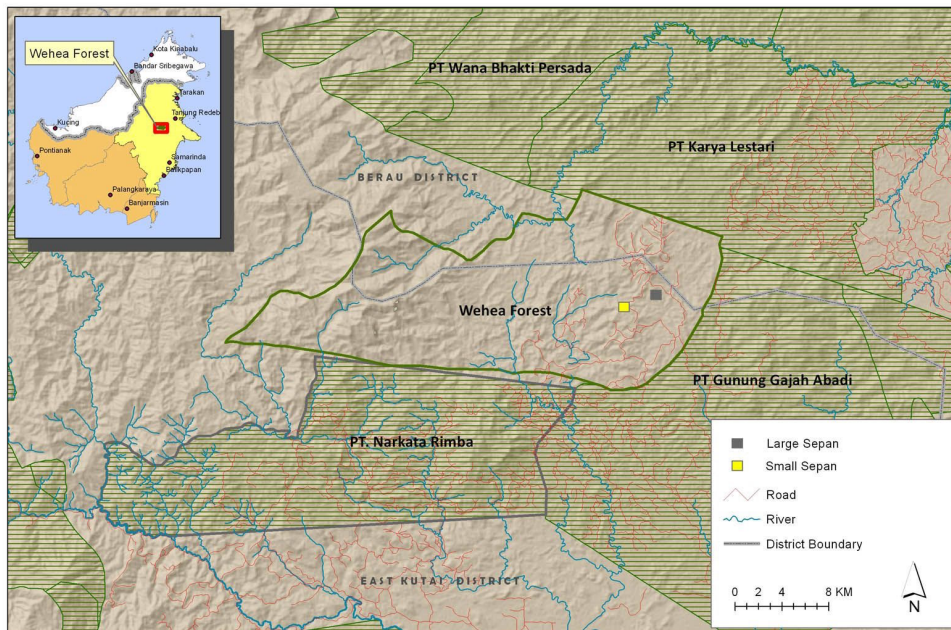 Wehea Forest
Kota Kinabalu
Bandar Sribegawa
Tarakan
Tanjung Redeb
Kucing
Pontianak
Samarinda
Balikpapan
Palangkaraya
Banjarmasin
PT Wana Bhakti Persada
PT Karya Lestari
BERAU DISTRICT
Wehea Forest
PT Gunung Gajah Abadi
PT. Narkata Rimba
EAST KUTAI DISTRICT
Large Sepan
Small Sepan
Road
River
District Boundary
0 2 4 8 KM
N